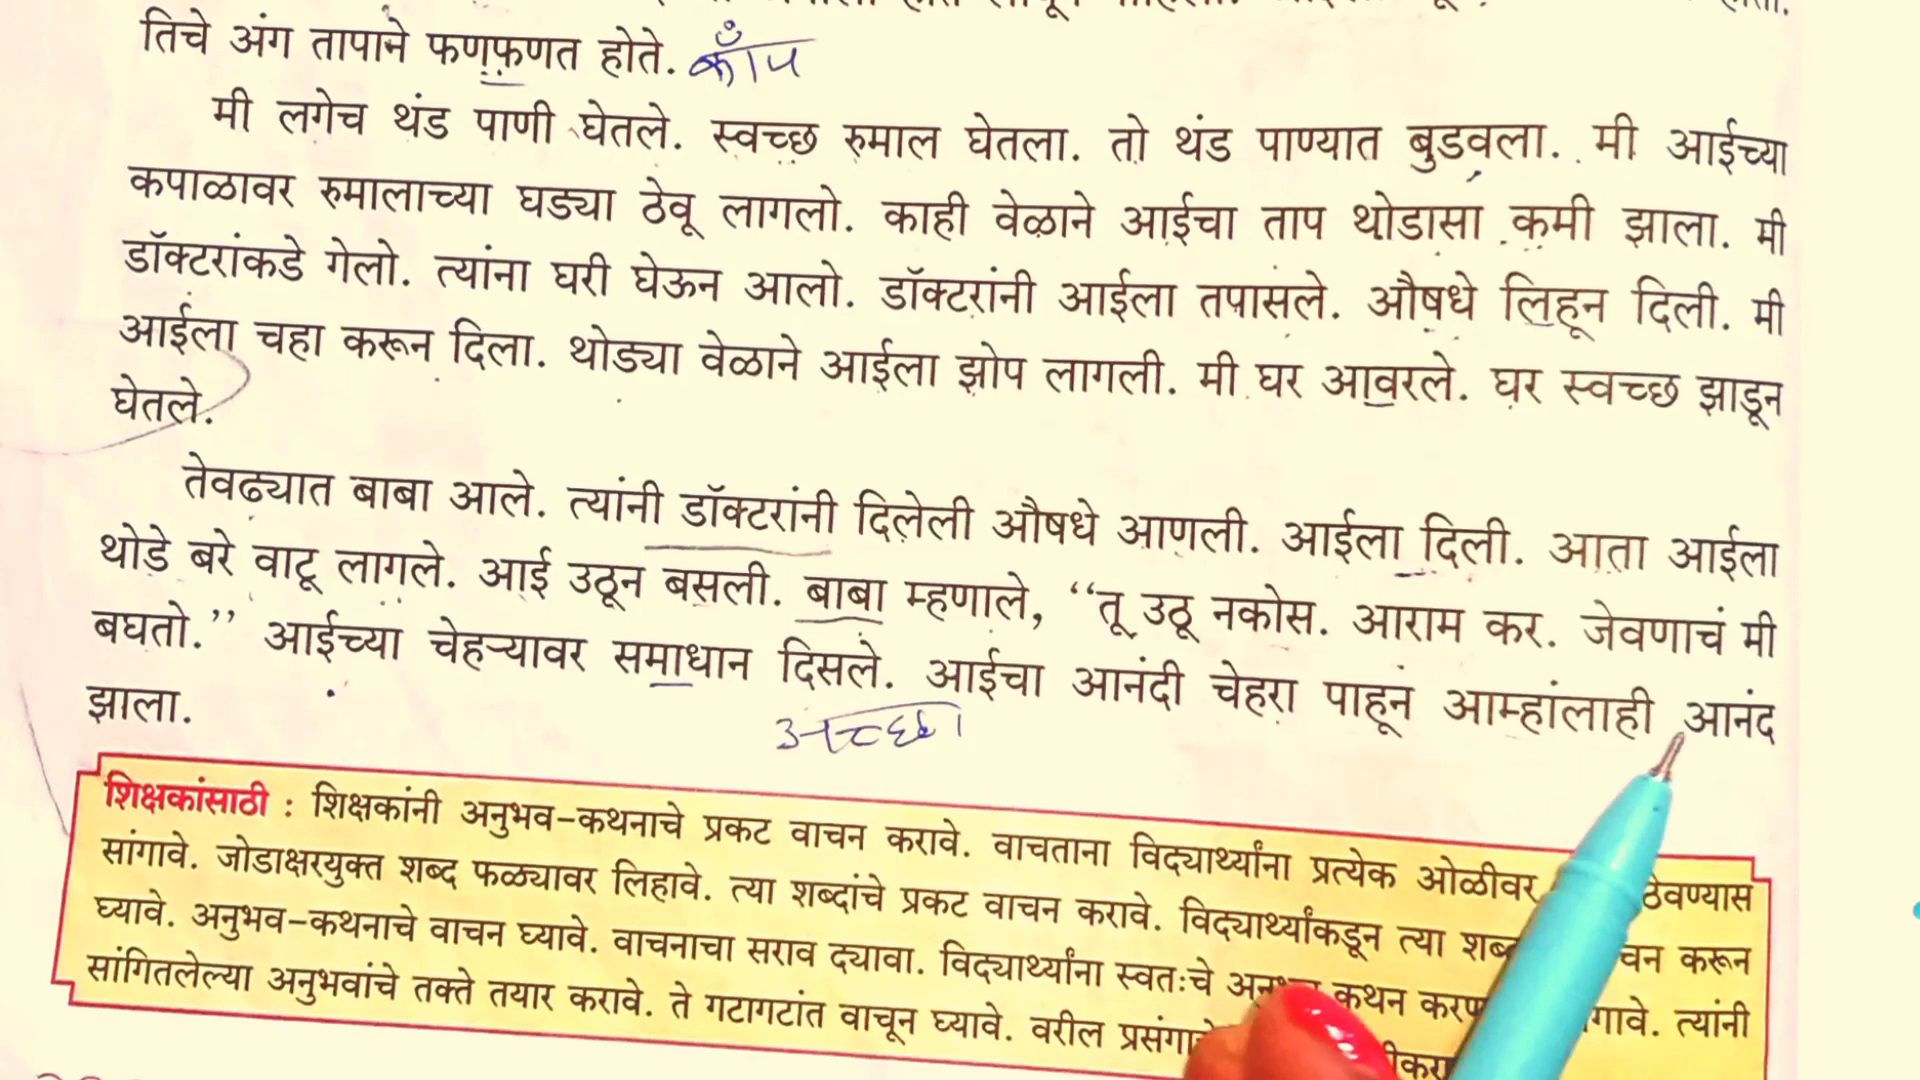 तिचे अंग तापाने फणफणत होते. काँप
मी लगेच थंड पाणी घेतले. स्वच्छ रुमाल घेतला. तो थंड पाण्यात बुडवला. मी आईच्या
कपाळावर रुमालाच्या घड्या ठेवू लागलो. काही वेळाने आईचा ताप थोडासा कमी झाला. मी
डॉक्टरांकडे गेलो. त्यांना घरी घेऊन आलो. डॉक्टरांनी आईला तपासले. औषधे लिहून दिली. मी
आईला चहा करून दिला. थोड्या वेळाने आईला झोप लागली. मी घर आवरले. घर स्वच्छ झाडून
घेतले.
तेवढ्यात बाबा आले. त्यांनी डॉक्टरांनी दिलेली औषधे आणली. आईला दिली. आता आईला
थोडे बरे वाटू लागले. आई उठून बसली. बाबा म्हणाले, ‘‘तू उठू नकोस. आराम कर. जेवणाचं मी
बघतो.’’ आईच्या चेहऱ्यावर समाधान दिसले. आईचा आनंदी चेहरा पाहून आम्हांलाही आनंद
झाला.
अच्छा
शिक्षकांसाठी : शिक्षकांनी अनुभव-कथनाचे प्रकट वाचन करावे. वाचताना विद्यार्थ्यांना प्रत्येक ओळीवर ठेवण्यास
सांगावे. जोडाक्षरयुक्त शब्द फळ्यावर लिहावे. त्या शब्दांचे प्रकट वाचन करावे. विद्यार्थ्यांकडून त्या करून
घ्यावे. अनुभव-कथनाचे वाचन घ्यावे. वाचनाचा सराव द्यावा. विद्यार्थ्यांना स्वतःचे कथन त्यांनी
सांगितलेल्या अनुभवांचे तक्ते तयार करावे. ते गटागटांत वाचून घ्यावे. वरील